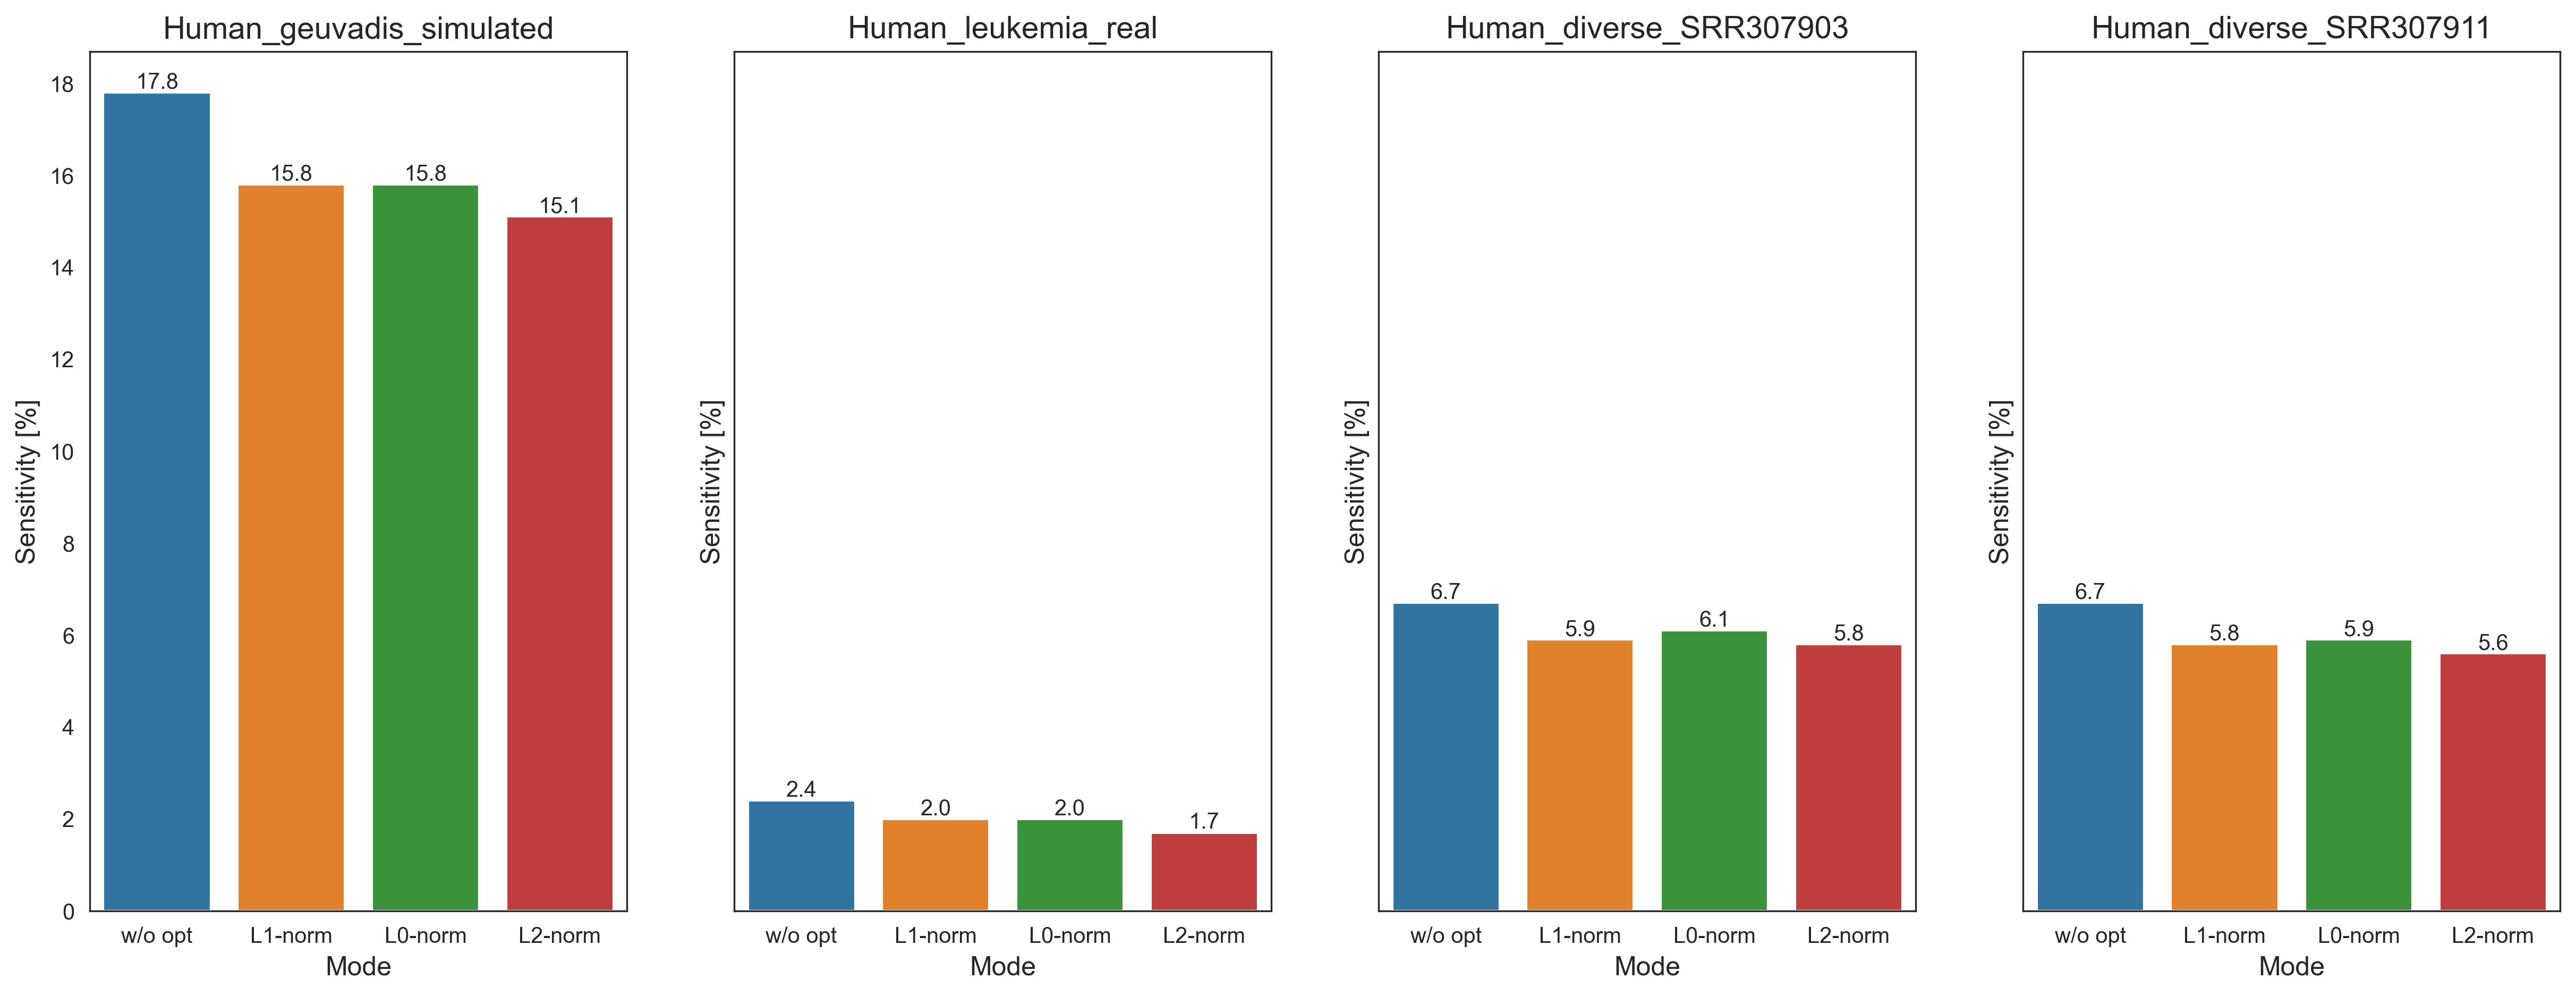 Human_geuvadis_simulated
Sensitivity [%]
18
16
14
12
10
8
6
4
2
0
17.8
15.8
15.8
15.1
w/o opt L1-norm L0-norm L2-norm
Mode
Human_leukemia_real
Sensitivity [%]
2.4
2.0
2.0
1.7
w/o opt L1-norm L0-norm L2-norm
Mode
Human_diverse_SRR307903
Sensitivity [%]
6.7
5.9
6.1
5.8
w/o opt L1-norm L0-norm L2-norm
Mode
Human_diverse_SRR307911
Sensitivity [%]
6.7
5.8
5.9
5.6
w/o opt L1-norm L0-norm L2-norm
Mode